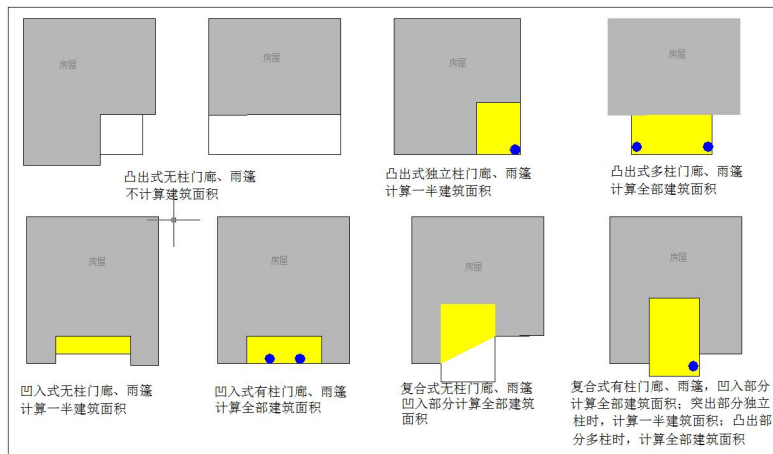 房屋
房屋
房屋
房屋
凸出式无柱门廊、雨篷
不计算建筑面积
凸出式独立柱门廊、雨篷
计算一半建筑面积
凸出式多柱门廊、雨篷
计算全部建筑面积
房屋
房屋
房屋
房屋
凹入式无柱门廊、雨篷
计算一半建筑面积
凹入式有柱门廊、雨篷
计算全部建筑面积
复合式无柱门廊、雨篷
凹入部分计算全部建筑
面积
复合式有柱门廊、雨篷，凹入部分
计算全部建筑面积；突出部分独立
柱时，计算一半建筑面积；凸出部
分多柱时，计算全部建筑面积